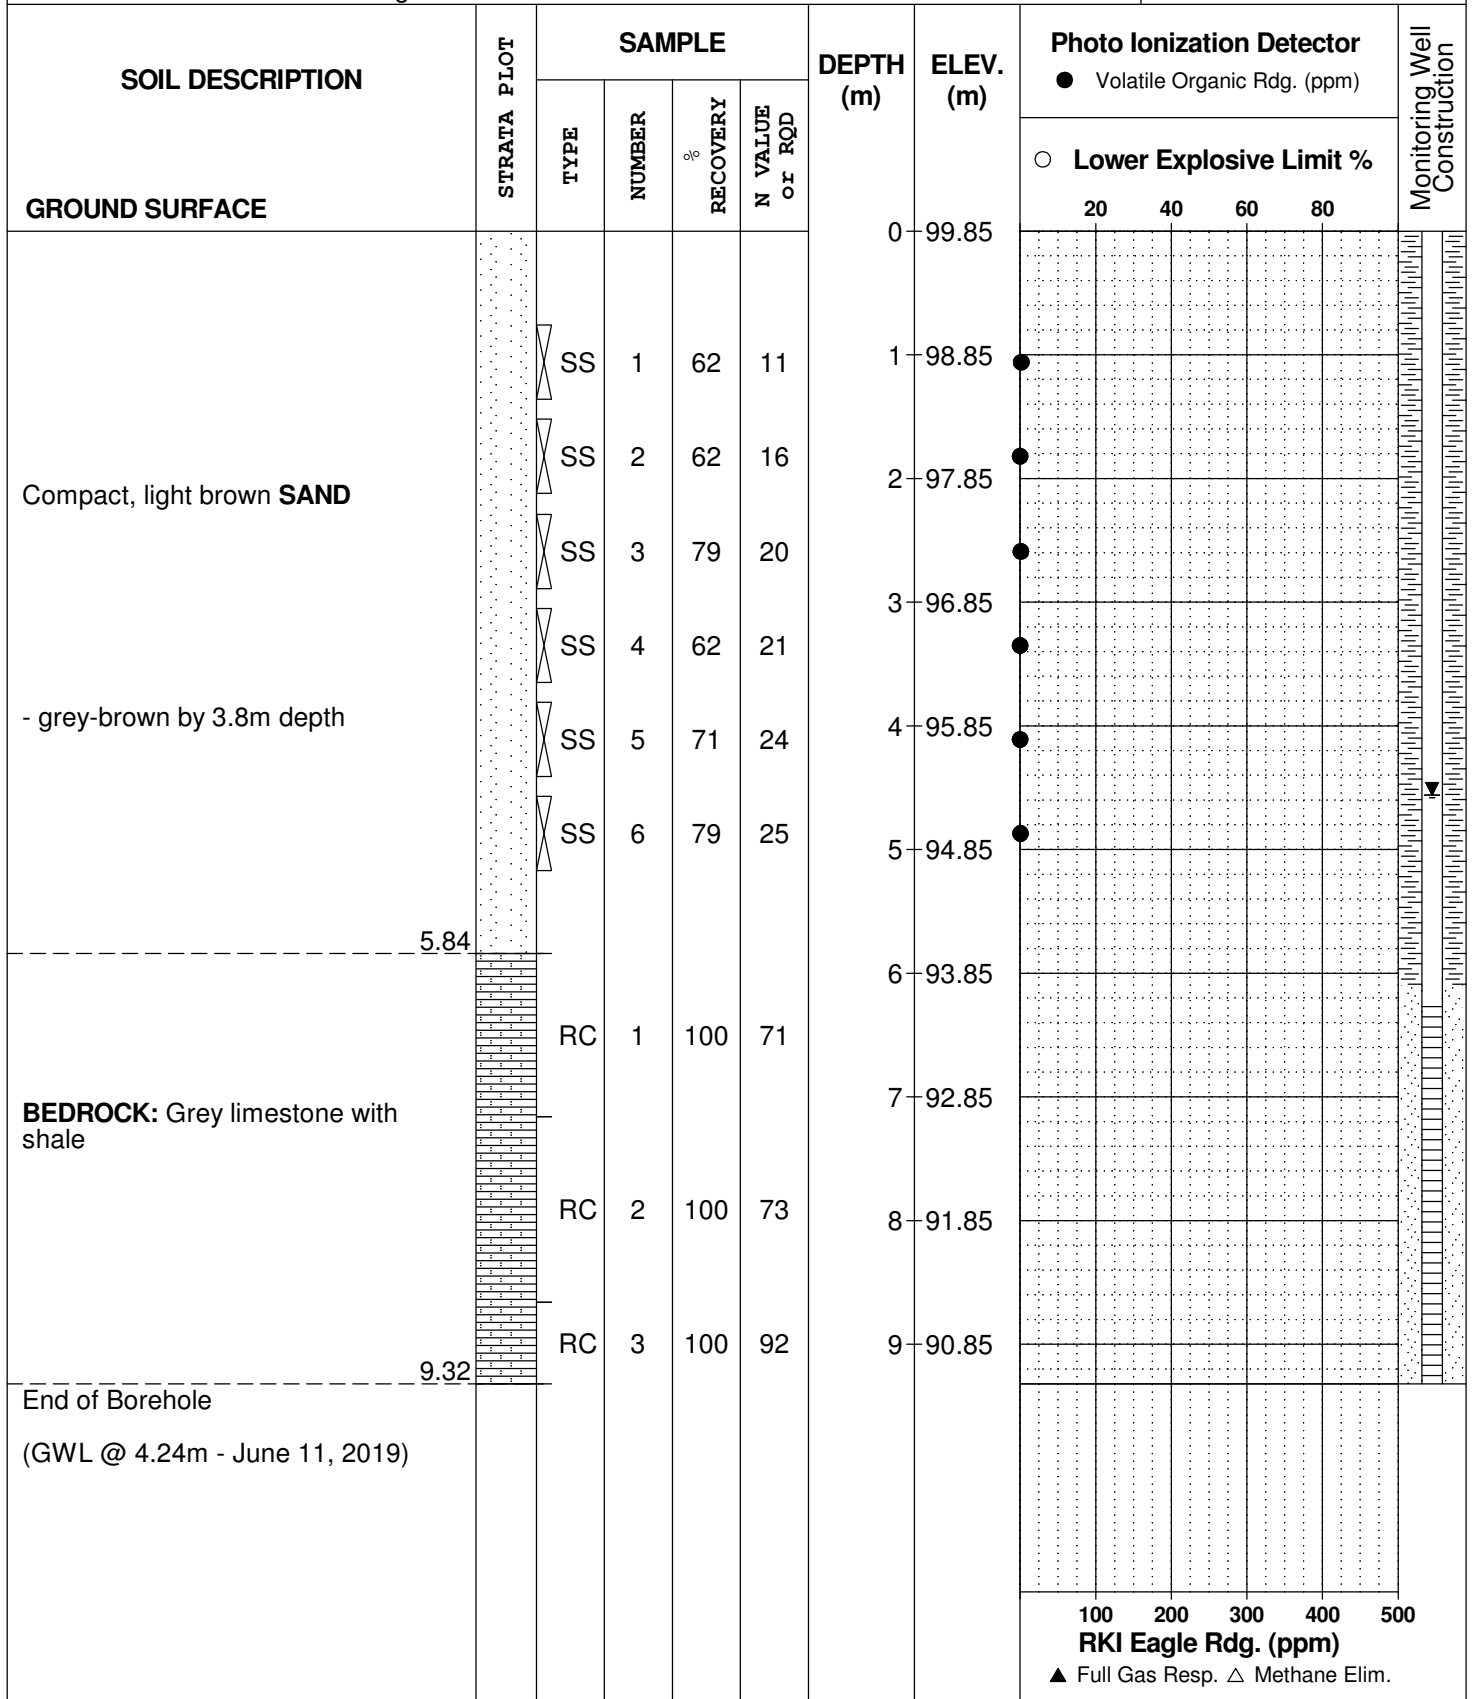 SOIL DESCRIPTION
GROUND SURFACE
STRATA PLOT
SAMPLE
TYPE
NUMBER
% RECOVERY
N VALUE or RQD
DEPTH (m)
ELEV. (m)
Photo Ionization Detector
● Volatile Organic Rdg. (ppm)
○ Lower Explosive Limit %
20 40 60 80
Monitoring Well Construction
0 99.85
SS 1 62 11
1 98.85
SS 2 62 16
2 97.85
Compact, light brown SAND
SS 3 79 20
3 96.85
SS 4 62 21
- grey-brown by 3.8m depth
4 95.85
SS 5 71 24
SS 6 79 25
5 94.85
5.84
6 93.85
RC 1 100 71
7 92.85
BEDROCK: Grey limestone with
shale
RC 2 100 73
8 91.85
RC 3 100 92
9 90.85
9.32
End of Borehole
(GWL @ 4.24m - June 11, 2019)
100 200 300 400 500
RKI Eagle Rdg. (ppm)
▲ Full Gas Resp. △ Methane Elim.